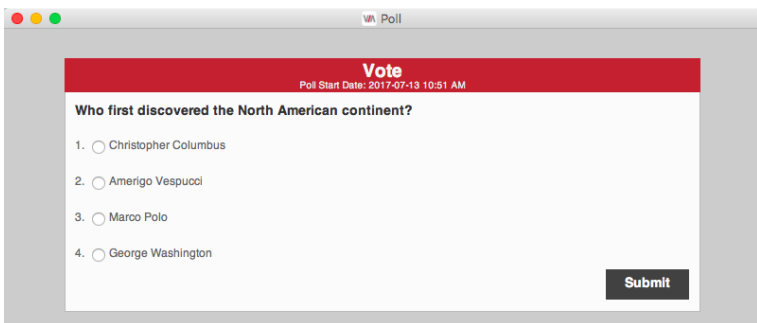 Poll
Vote
Poll Start Date: 2017-07-13 10:51 AM
Who first discovered the North American continent?
1. Christopher Columbus
2. Amerigo Vespucci
3. Marco Polo
4. George Washington
Submit